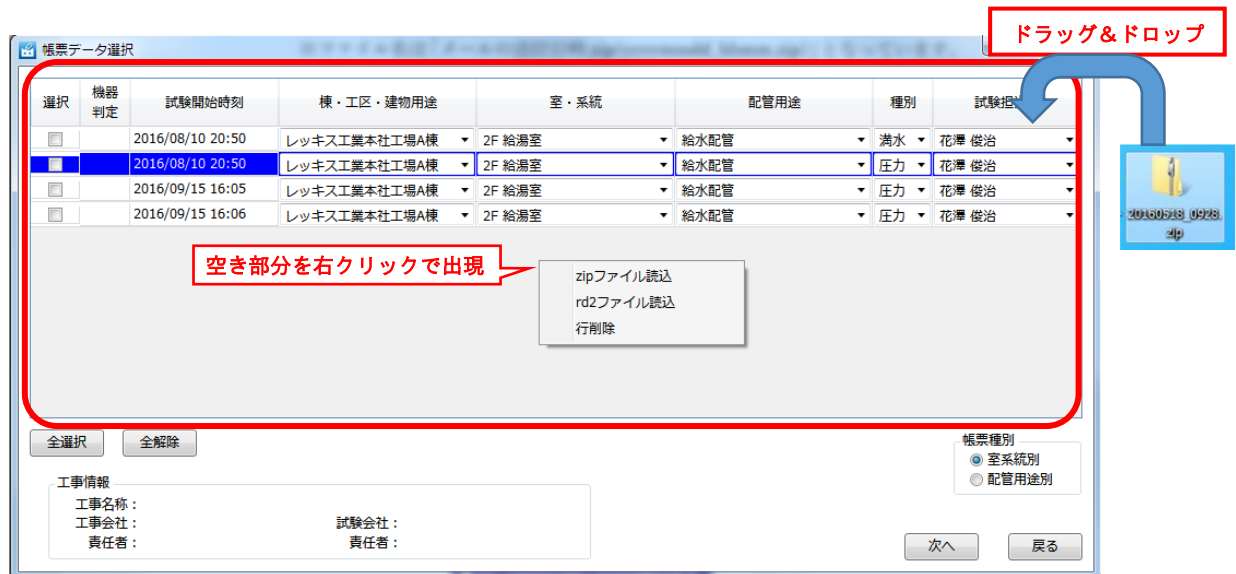 ドラッグ＆ドロップ
帳票データ選択
選択 機器判定 試験開始時刻 棟・工区・建物用途 室・系統 配管用途 種別 試験担
2016/08/10 20:50 レッキス工業本社工場A棟 2F 給湯室 給水配管 満水 花澤 俊治
2016/08/10 20:50 レッキス工業本社工場A棟 2F 給湯室 給水配管 圧力 花澤 俊治
2016/09/15 16:05 レッキス工業本社工場A棟 2F 給湯室 給水配管 圧力 花澤 俊治
2016/09/15 16:06 レッキス工業本社工場A棟 2F 給湯室 給水配管 圧力 花澤 俊治
20160518_0928.
zip
空き部分を右クリックで出現
zipファイル読込
rd2ファイル読込
行削除
全選択 全解除
帳票種別
室系統別
配管用途別
工事情報
工事名称：
工事会社： 試験会社：
責任者： 責任者：
次へ 戻る